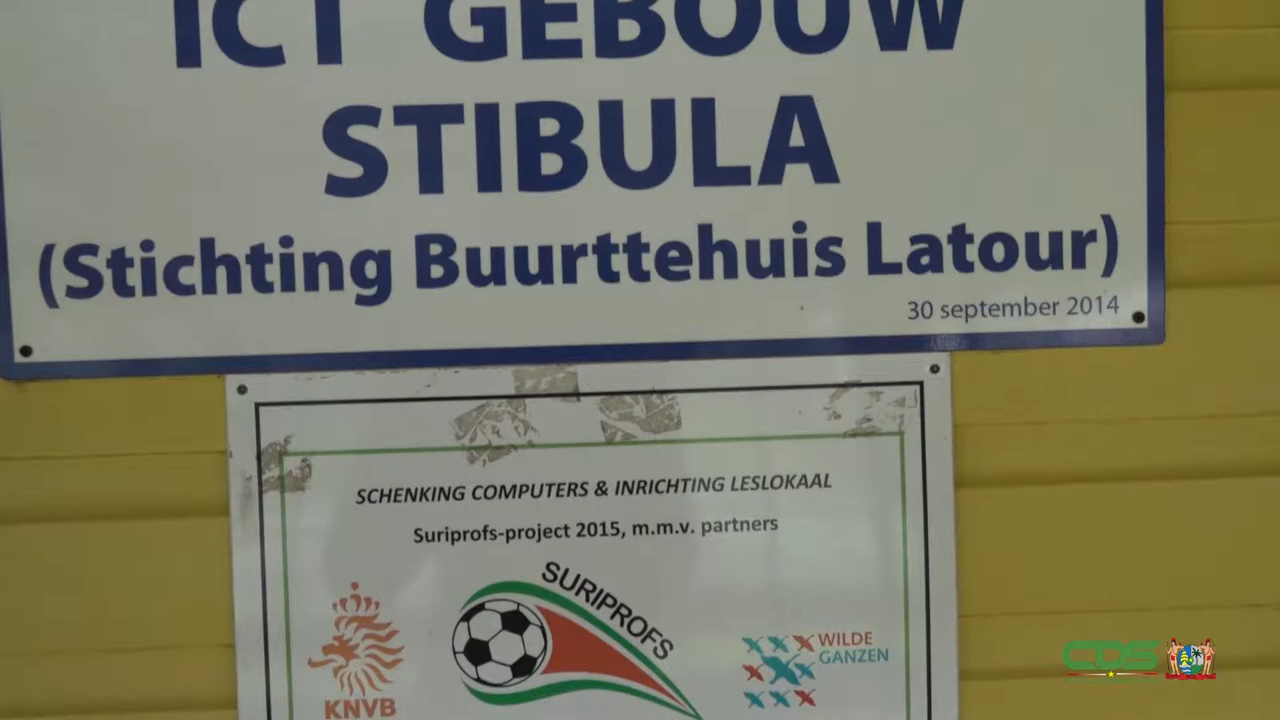 ICT GEBOUW
STIBULA
(Stichting Buurttehuis Latour)
30 september 2014
SCHENKING COMPUTERS & INRICHTING LESLOKAAL
Suriprofs-project 2015, m.m.v. partners
SURIPROFS
KNVB
WILDE
GANZEN
CDS